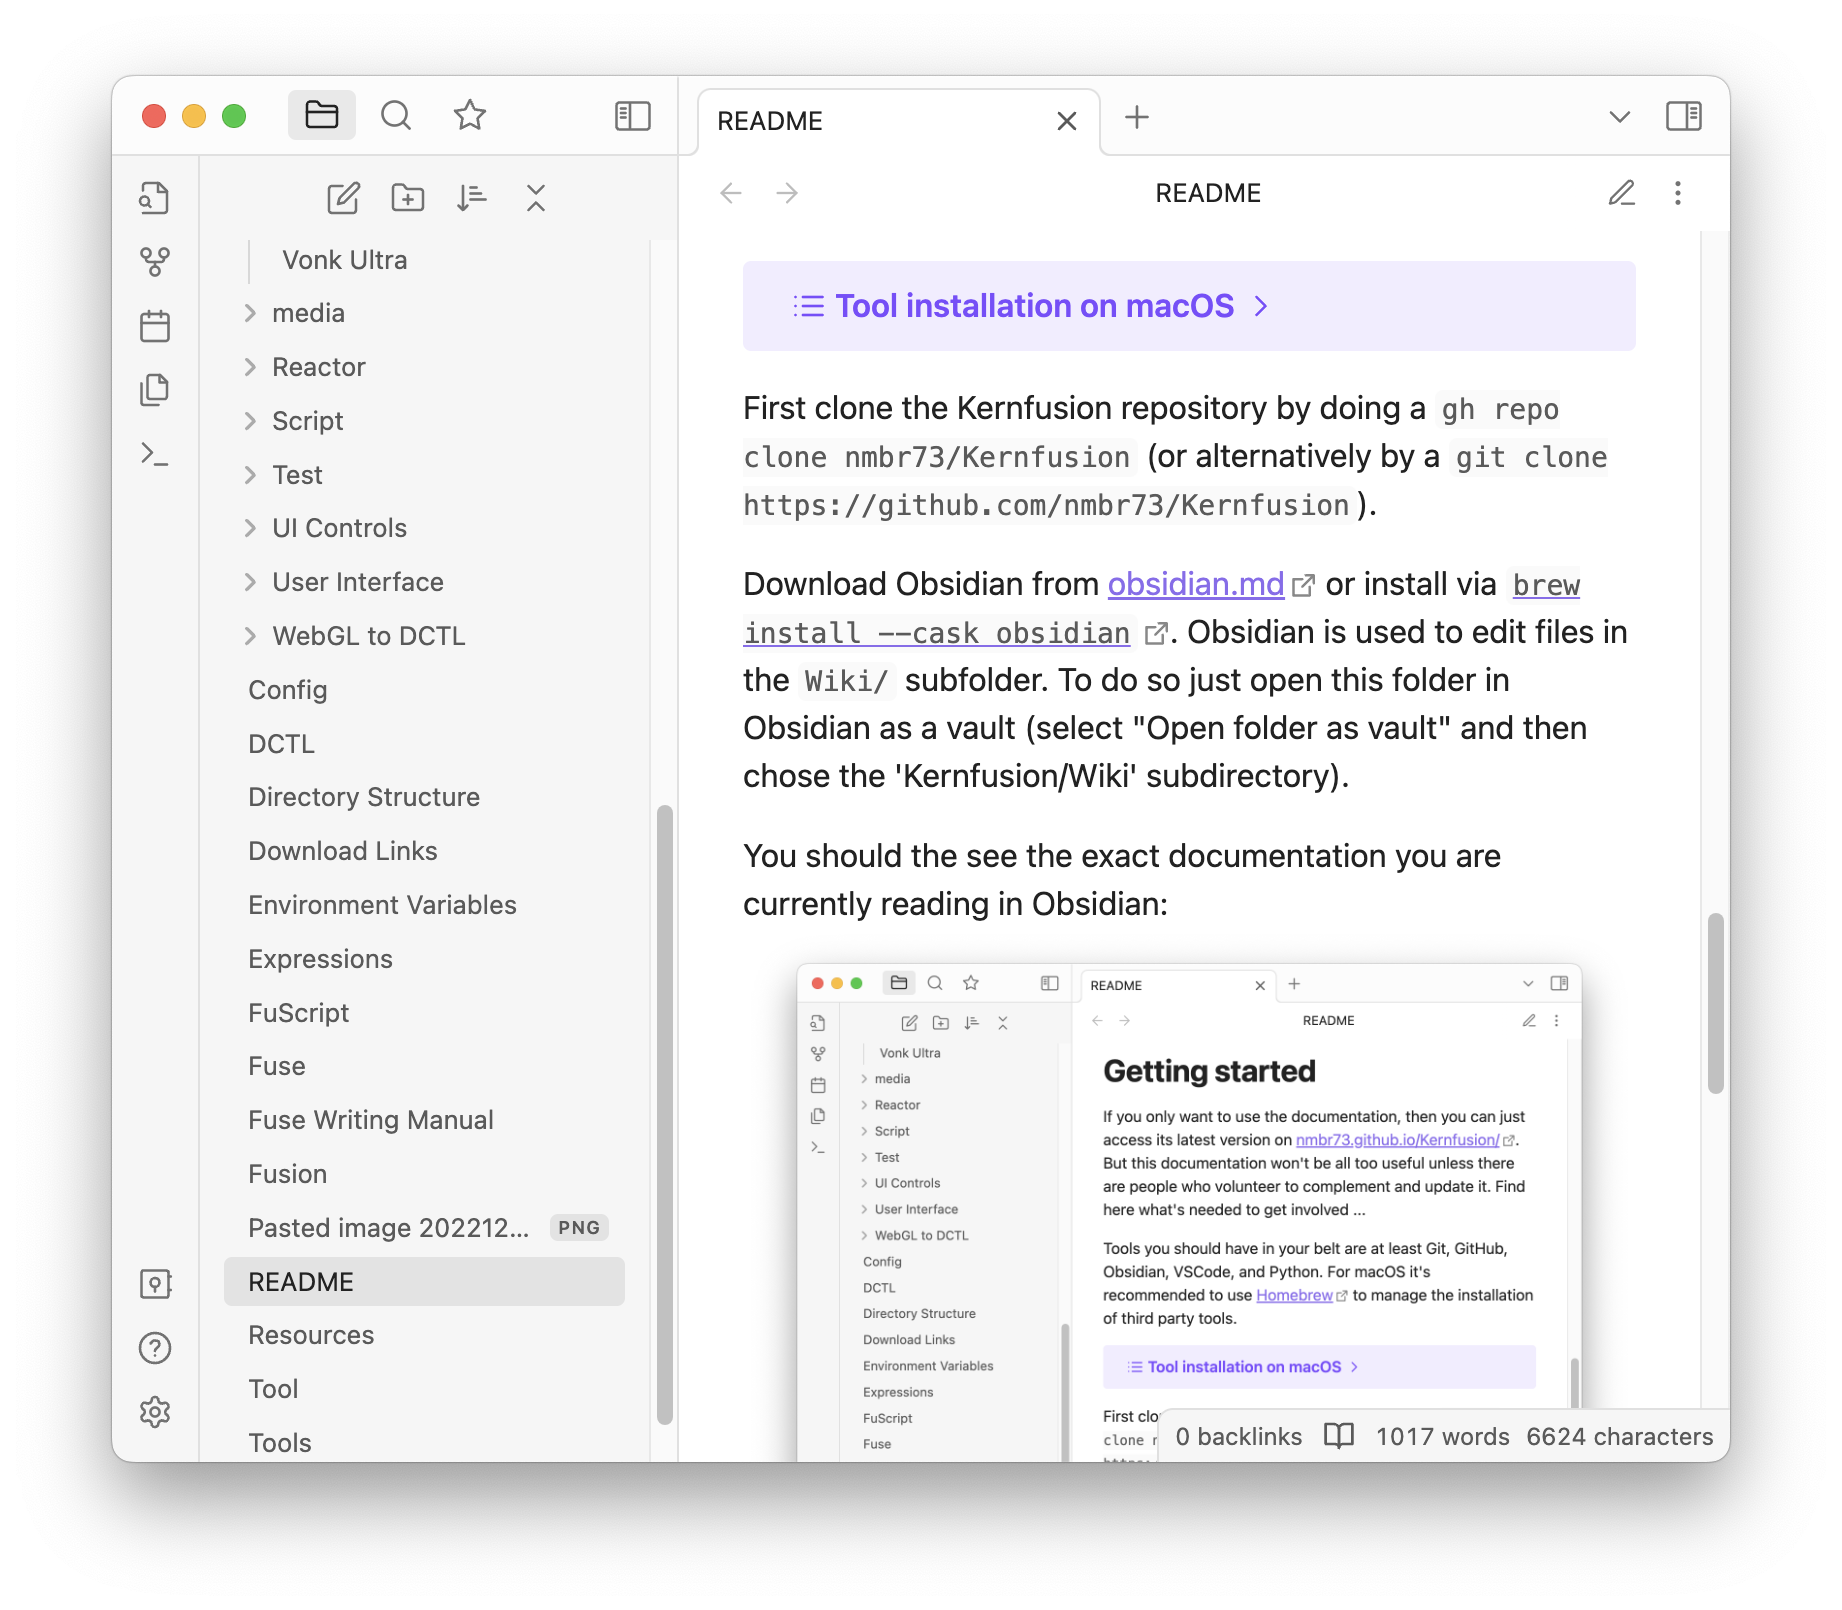 README
README
Vonk Ultra
media
Reactor
Script
Test
UI Controls
User Interface
WebGL to DCTL
Config
DCTL
Directory Structure
Download Links
Environment Variables
Expressions
FuScript
Fuse
Fuse Writing Manual
Fusion
Pasted image 202212... PNG
README
Resources
Tool
Tools
Tool installation on macOS
First clone the Kernfusion repository by doing a gh repo
clone nmbr73/Kernfusion (or alternatively by a git clone
https://github.com/nmbr73/Kernfusion).
Download Obsidian from obsidian.md or install via brew
install --cask obsidian. Obsidian is used to edit files in
the Wiki/ subfolder. To do so just open this folder in
Obsidian as a vault (select "Open folder as vault" and then
chose the 'Kernfusion/Wiki' subdirectory).
You should the see the exact documentation you are
currently reading in Obsidian:
README
README
Vonk Ultra
media
Reactor
Script
Test
UI Controls
User Interface
WebGL to DCTL
Config
DCTL
Directory Structure
Download Links
Environment Variables
Expressions
FuScript
Fuse
Getting started
If you only want to use the documentation, then you can just
access its latest version on nmbr73.github.io/Kernfusion/.
But this documentation won't be all too useful unless there
are people who volunteer to complement and update it. Find
here what's needed to get involved ...
Tools you should have in your belt are at least Git, GitHub,
Obsidian, VSCode, and Python. For macOS it's
recommended to use Homebrew to manage the installation
of third party tools.
Tool installation on macOS
First clo
clone
0 backlinks 1017 words 6624 characters